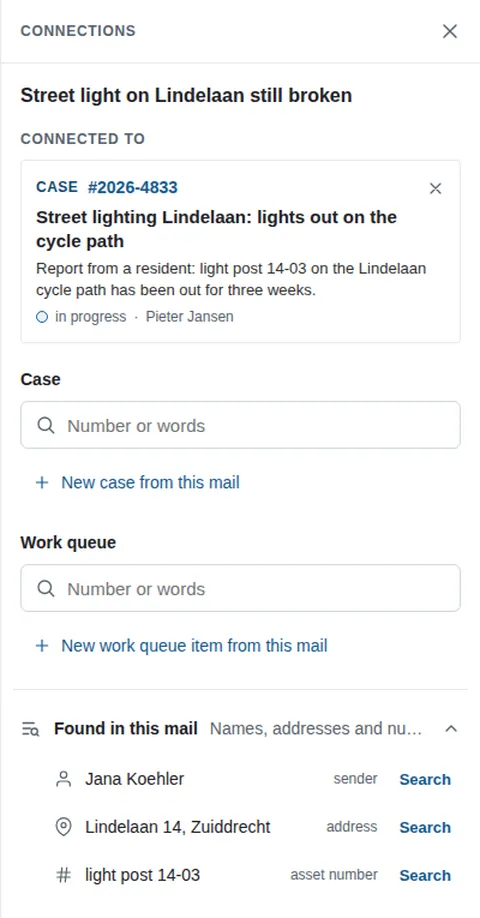 CONNECTIONS
Street light on Lindelaan still broken
CONNECTED TO
CASE #2026-4833
Street lighting Lindelaan: lights out on the
cycle path
Report from a resident: light post 14-03 on the Lindelaan
cycle path has been out for three weeks.
in progress · Pieter Jansen
Case
Number or words
New case from this mail
Work queue
Number or words
New work queue item from this mail
Found in this mail Names, addresses and nu…
Jana Koehler sender Search
Lindelaan 14, Zuiddrecht address Search
light post 14-03 asset number Search